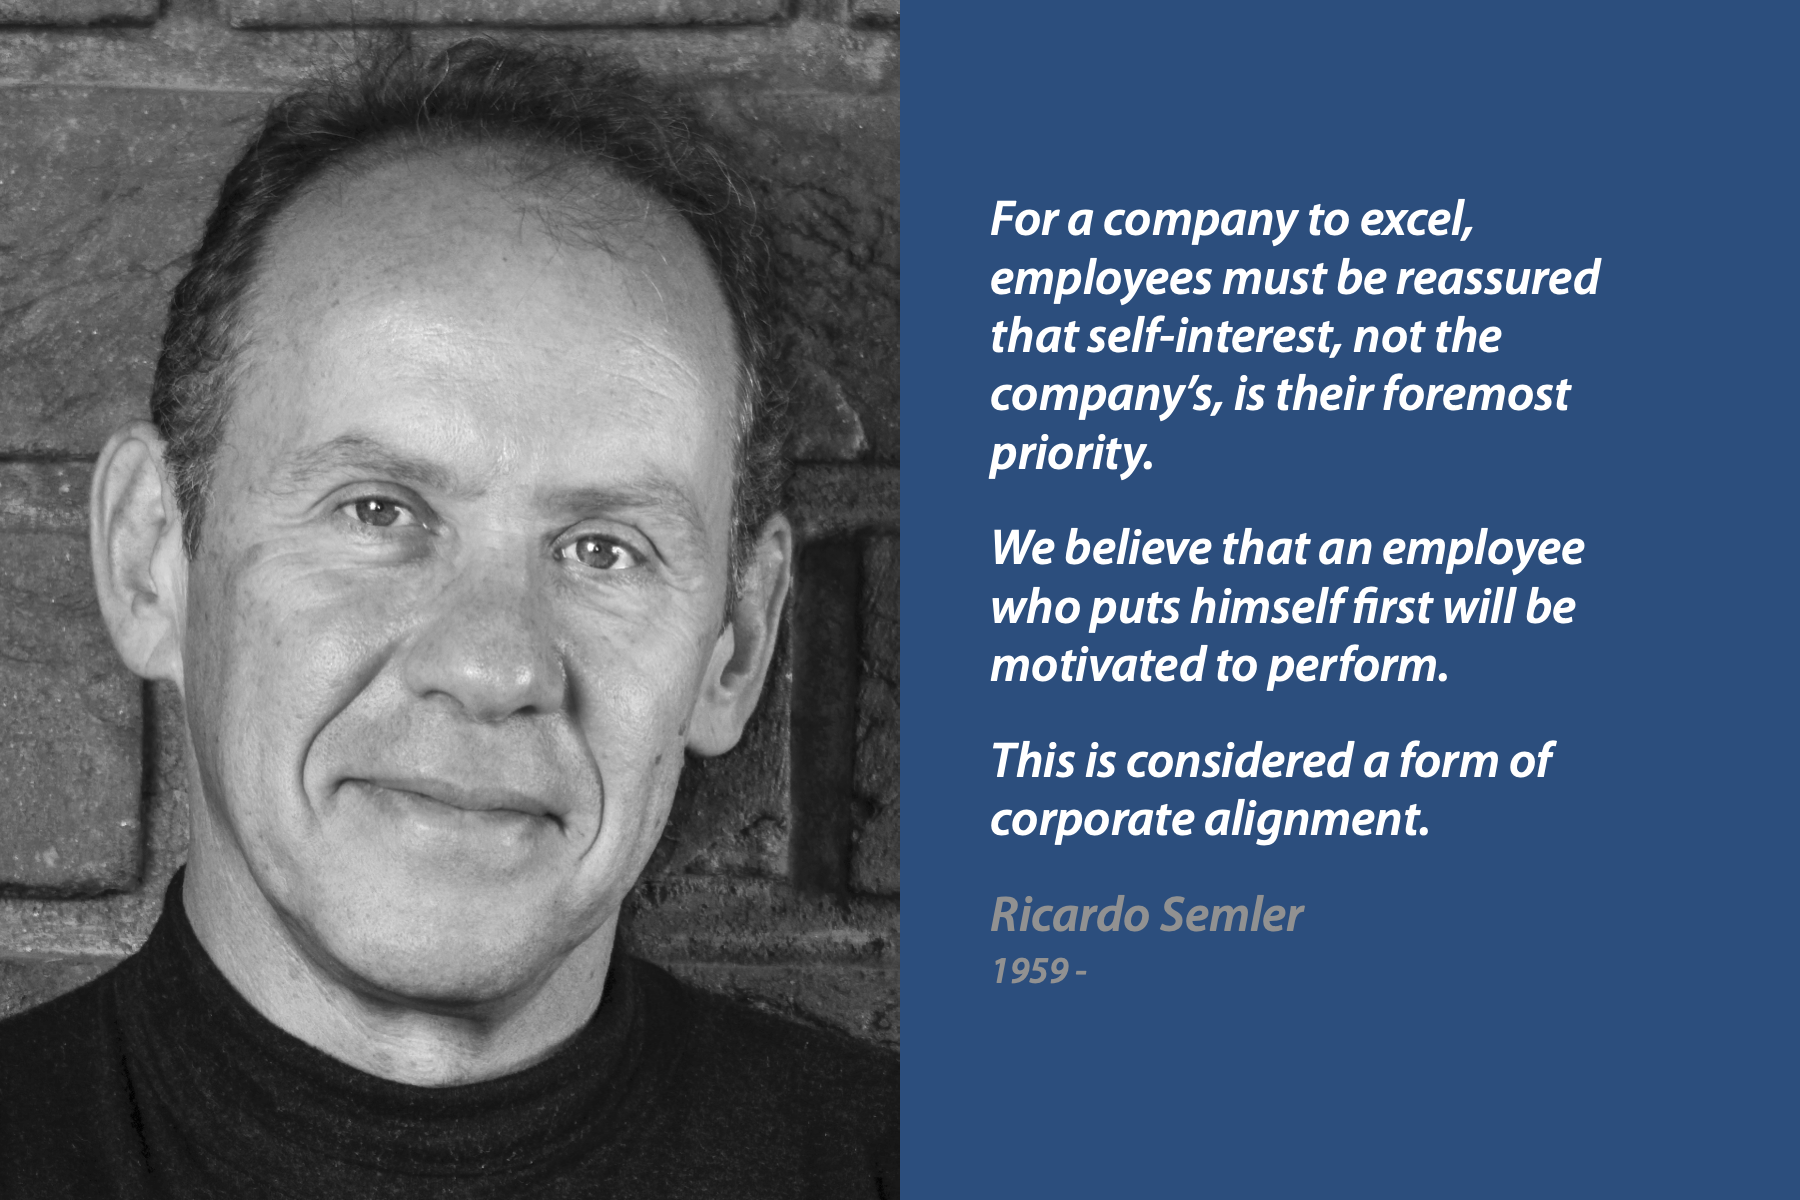 For a company to excel,
employees must be reassured
that self-interest, not the
company’s, is their foremost
priority.
We believe that an employee
who puts himself first will be
motivated to perform.
This is considered a form of
corporate alignment.
Ricardo Semler
1959 -